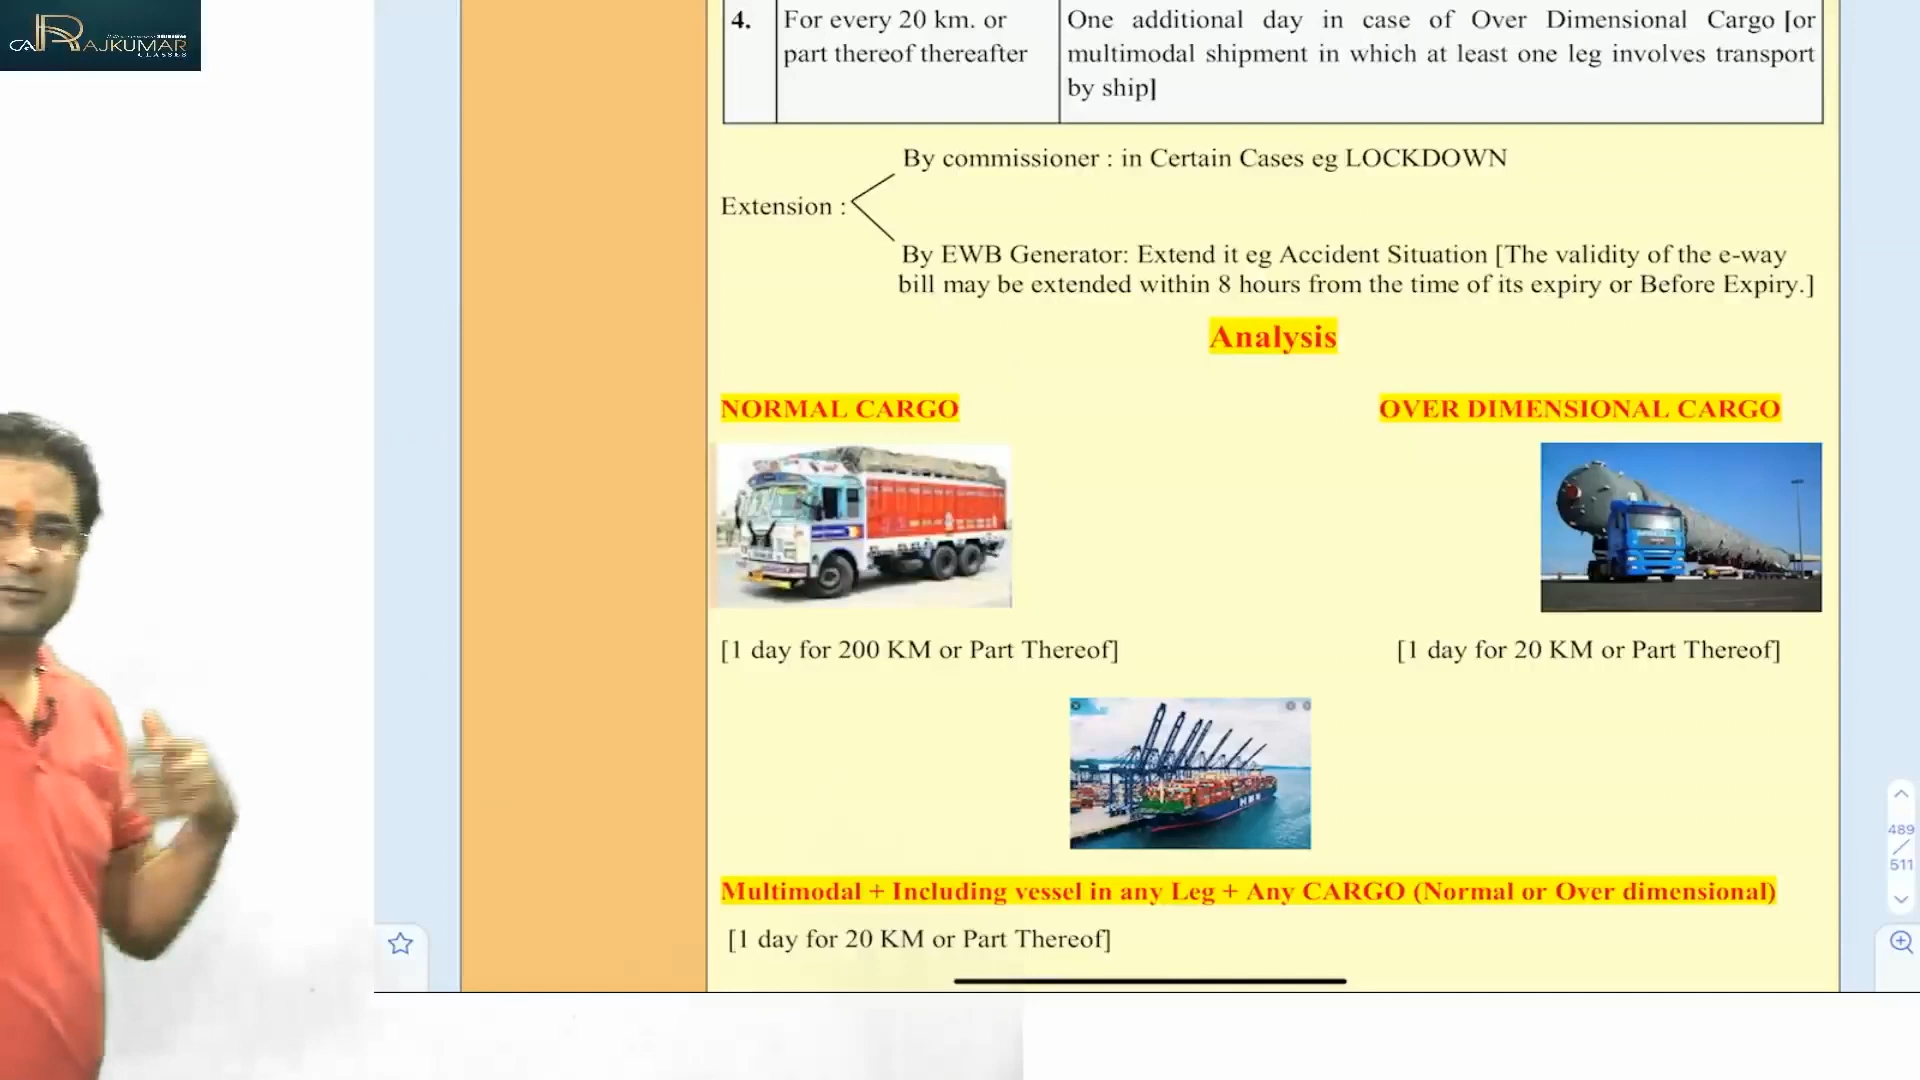 CA RAJKUMAR
CLASSES
4. For every 20 km. or One additional day in case of Over Dimensional Cargo [or
part thereof thereafter multimodal shipment in which at least one leg involves transport
by ship]
By commissioner : in Certain Cases eg LOCKDOWN
Extension :
By EWB Generator: Extend it eg Accident Situation [The validity of the e-way
bill may be extended within 8 hours from the time of its expiry or Before Expiry.]
Analysis
NORMAL CARGO OVER DIMENSIONAL CARGO
[1 day for 200 KM or Part Thereof] [1 day for 20 KM or Part Thereof]
Multimodal + Including vessel in any Leg + Any CARGO (Normal or Over dimensional)
[1 day for 20 KM or Part Thereof]
489
/
511